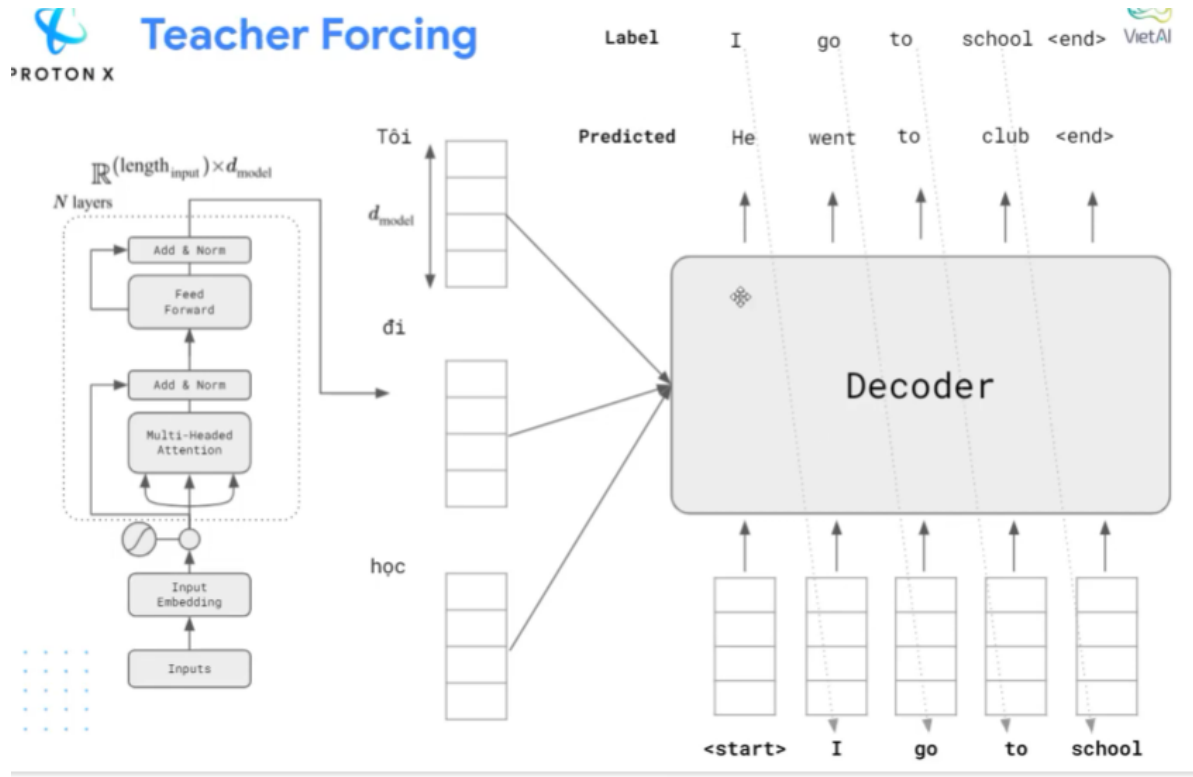 Teacher Forcing
PROTON X
VietAI
Label I go to school <end>
Predicted He went to club <end>
ℝ^(length_input)×d_model
N layers
Add & Norm
Feed
Forward
Add & Norm
Multi-Headed
Attention
Input
Embedding
Inputs
Tôi
d_model
đi
học
Decoder
<start> I go to school